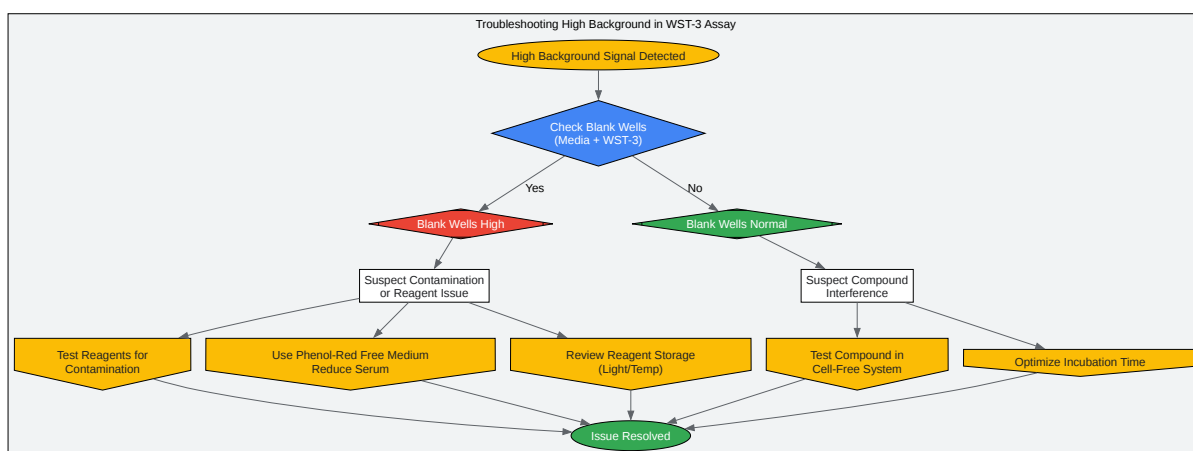 Troubleshooting High Background in WST-3 Assay
High Background Signal Detected
Check Blank Wells
(Media + WST-3)
Yes
No
Blank Wells High
Blank Wells Normal
Suspect Contamination
or Reagent Issue
Suspect Compound
Interference
Test Reagents for
Contamination
Use Phenol-Red Free Medium
Reduce Serum
Review Reagent Storage
(Light/Temp)
Test Compound in
Cell-Free System
Optimize Incubation Time
Issue Resolved